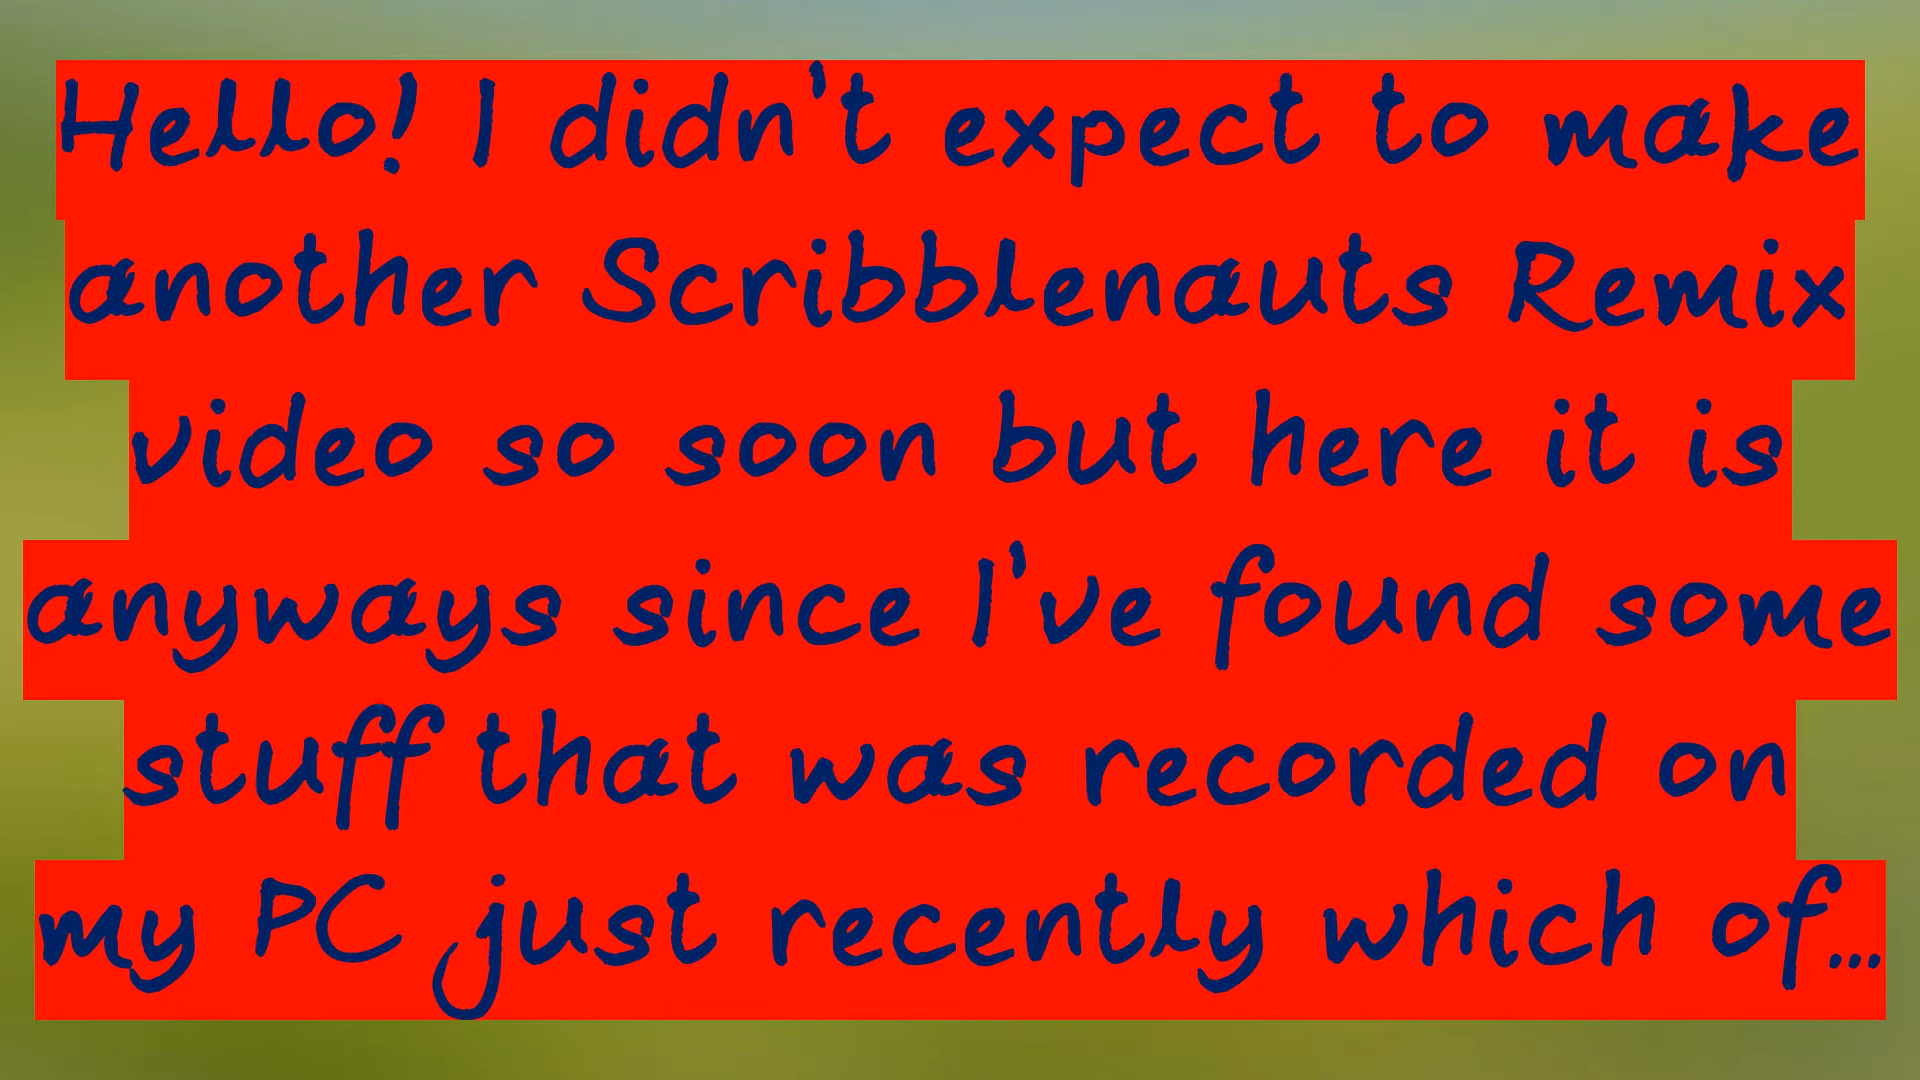 Hello! I didn't expect to make
another Scribblenauts Remix
video so soon but here it is
anyways since I've found some
stuff that was recorded on
my PC just recently which of...